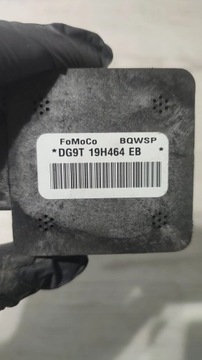 FoMoCo BQWSP
*DG9T 19H464 EB *